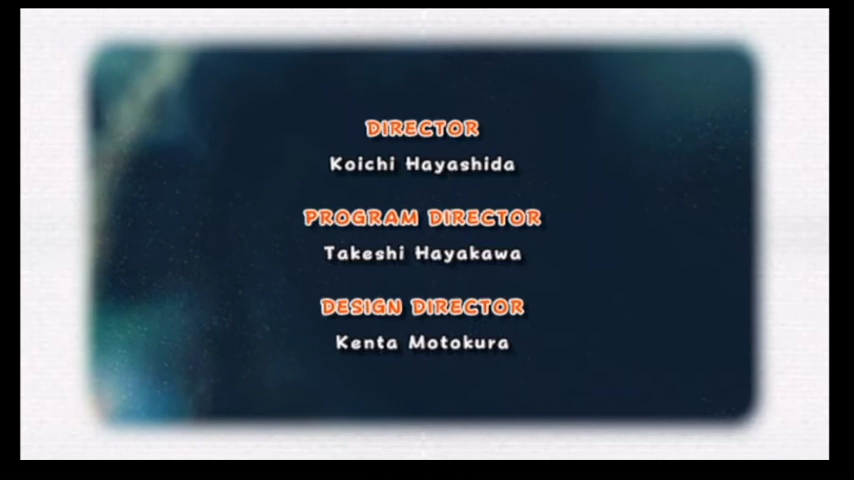 DIRECTOR
Koichi Hayashida
PROGRAM DIRECTOR
Takeshi Hayakawa
DESIGN DIRECTOR
Kenta Motokura